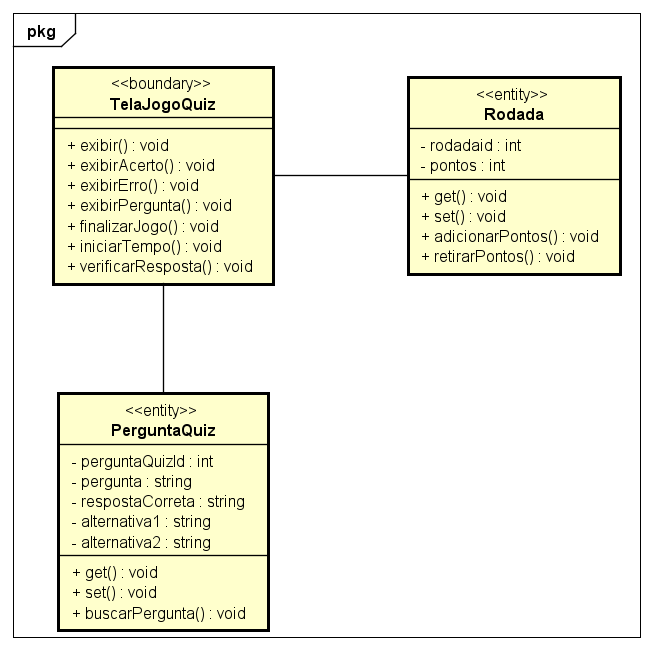 pkg
<<boundary>>
TelaJogoQuiz
+ exibir() : void
+ exibirAcerto() : void
+ exibirErro() : void
+ exibirPergunta() : void
+ finalizarJogo() : void
+ iniciarTempo() : void
+ verificarResposta() : void
<<entity>>
Rodada
- rodadaid : int
- pontos : int
+ get() : void
+ set() : void
+ adicionarPontos() : void
+ retirarPontos() : void
<<entity>>
PerguntaQuiz
- perguntaQuizId : int
- pergunta : string
- respostaCorreta : string
- alternativa1 : string
- alternativa2 : string
+ get() : void
+ set() : void
+ buscarPergunta() : void